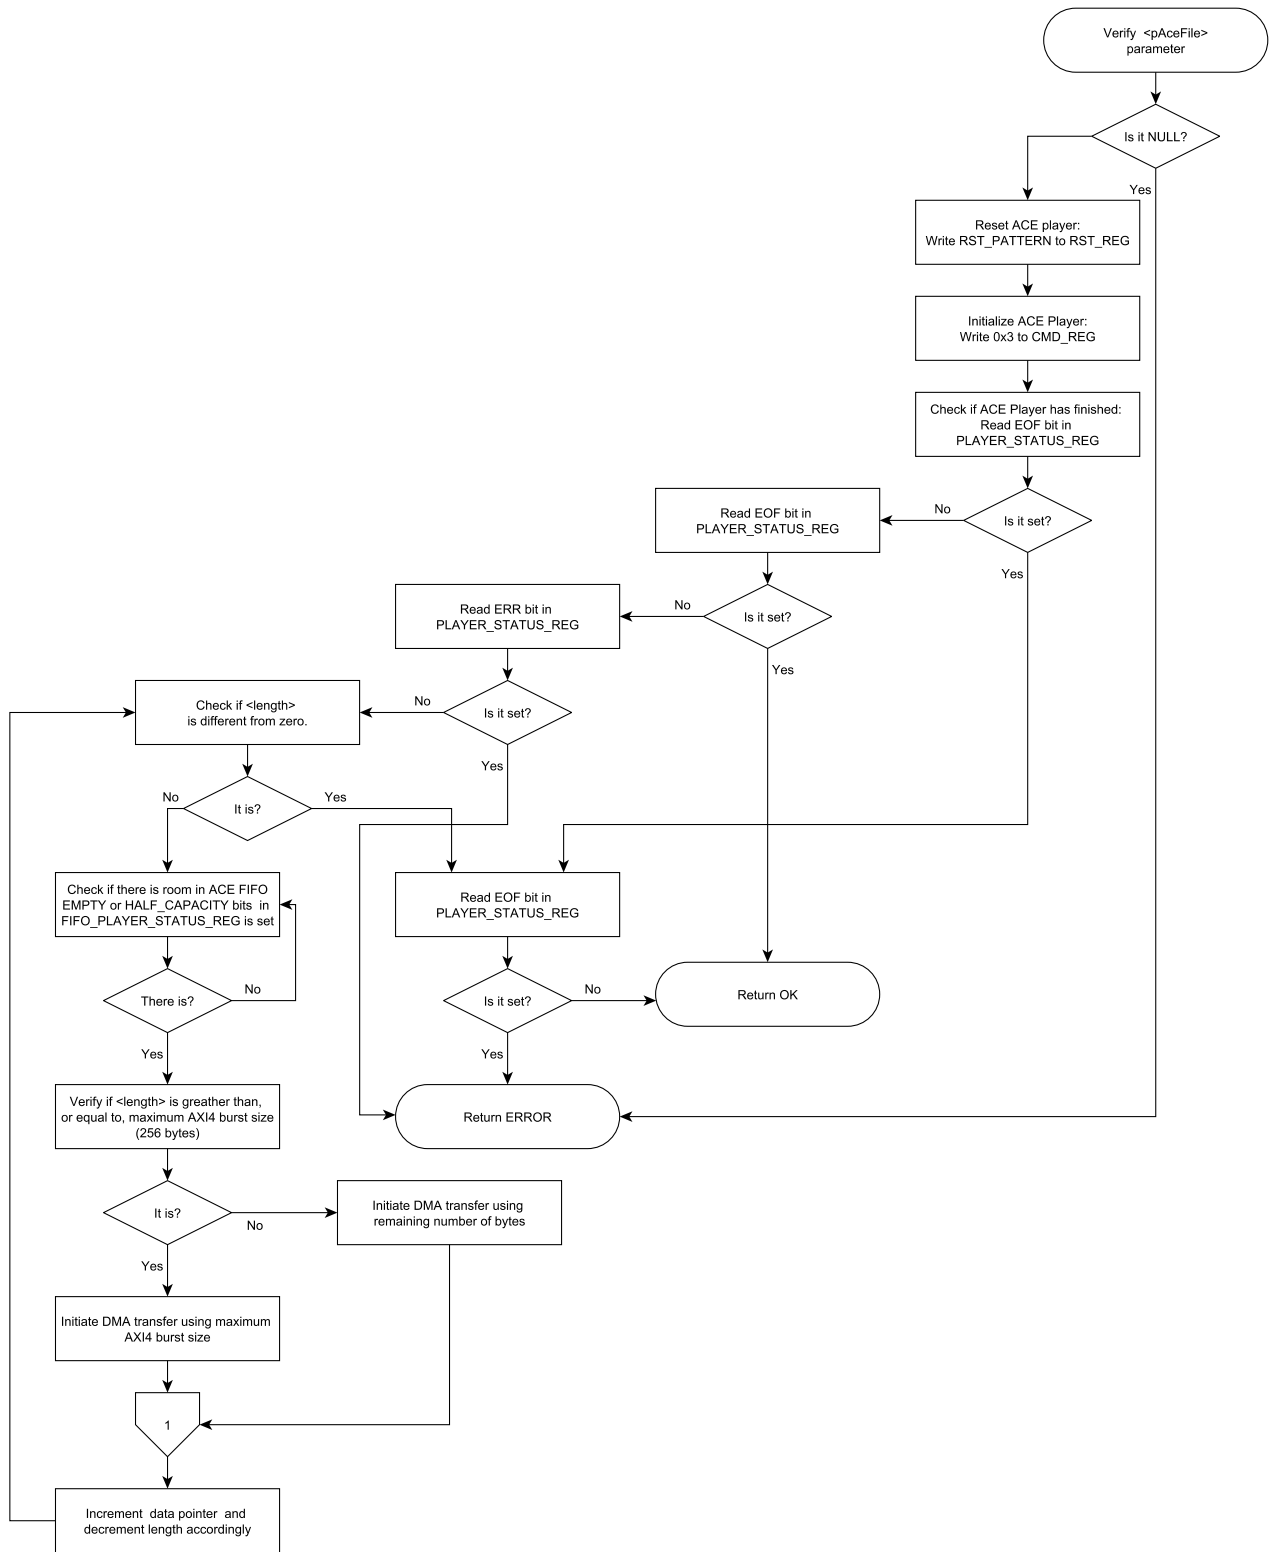 Verify <pAceFile>
parameter
Is it NULL?
Yes
Reset ACE player:
Write RST_PATTERN to RST_REG
Initialize ACE Player:
Write 0x3 to CMD_REG
Check if ACE Player has finished:
Read EOF bit in
PLAYER_STATUS_REG
Is it set?
No
Yes
Read EOF bit in
PLAYER_STATUS_REG
Is it set?
No
Yes
Read ERR bit in
PLAYER_STATUS_REG
Is it set?
No
Yes
Check if <length>
is different from zero.
It is?
No
Yes
Check if there is room in ACE FIFO
EMPTY or HALF_CAPACITY bits in
FIFO_PLAYER_STATUS_REG is set
There is?
No
Yes
Read EOF bit in
PLAYER_STATUS_REG
Is it set?
No
Yes
Return OK
Return ERROR
Verify if <length> is greather than,
or equal to, maximum AXI4 burst size
(256 bytes)
It is?
No
Yes
Initiate DMA transfer using
remaining number of bytes
Initiate DMA transfer using maximum
AXI4 burst size
1
Increment data pointer and
decrement length accordingly